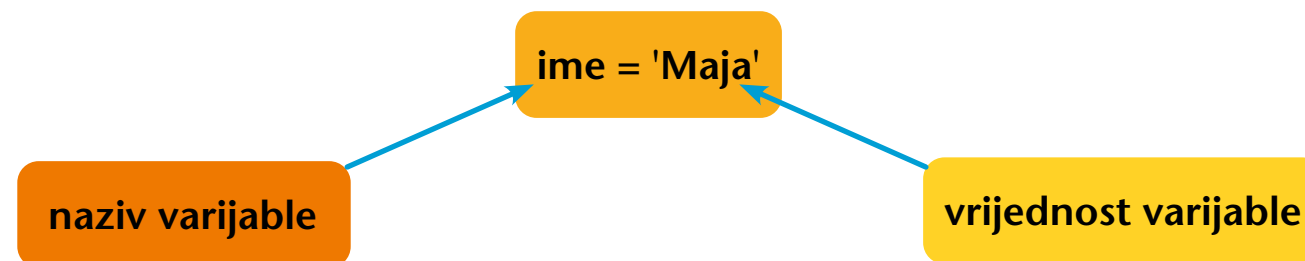 ime = 'Maja'
naziv varijable
vrijednost varijable